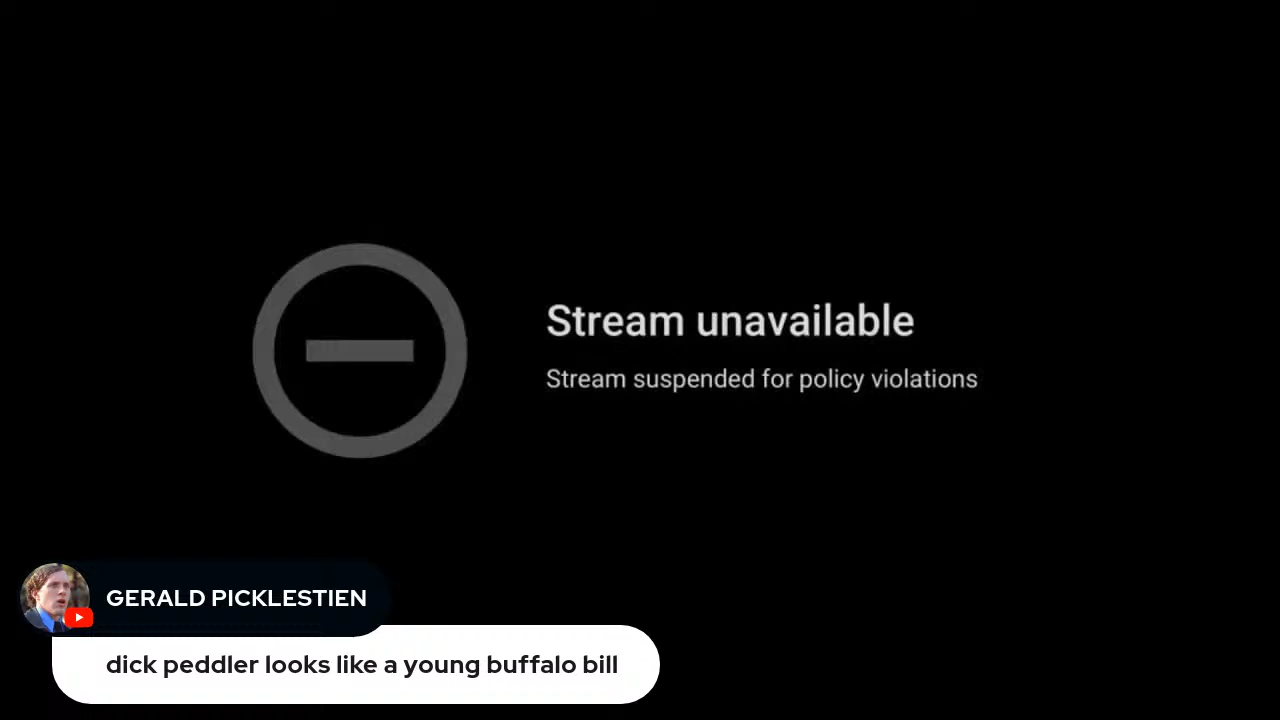 Stream unavailable
Stream suspended for policy violations
GERALD PICKLESTIEN
dick peddler looks like a young buffalo bill